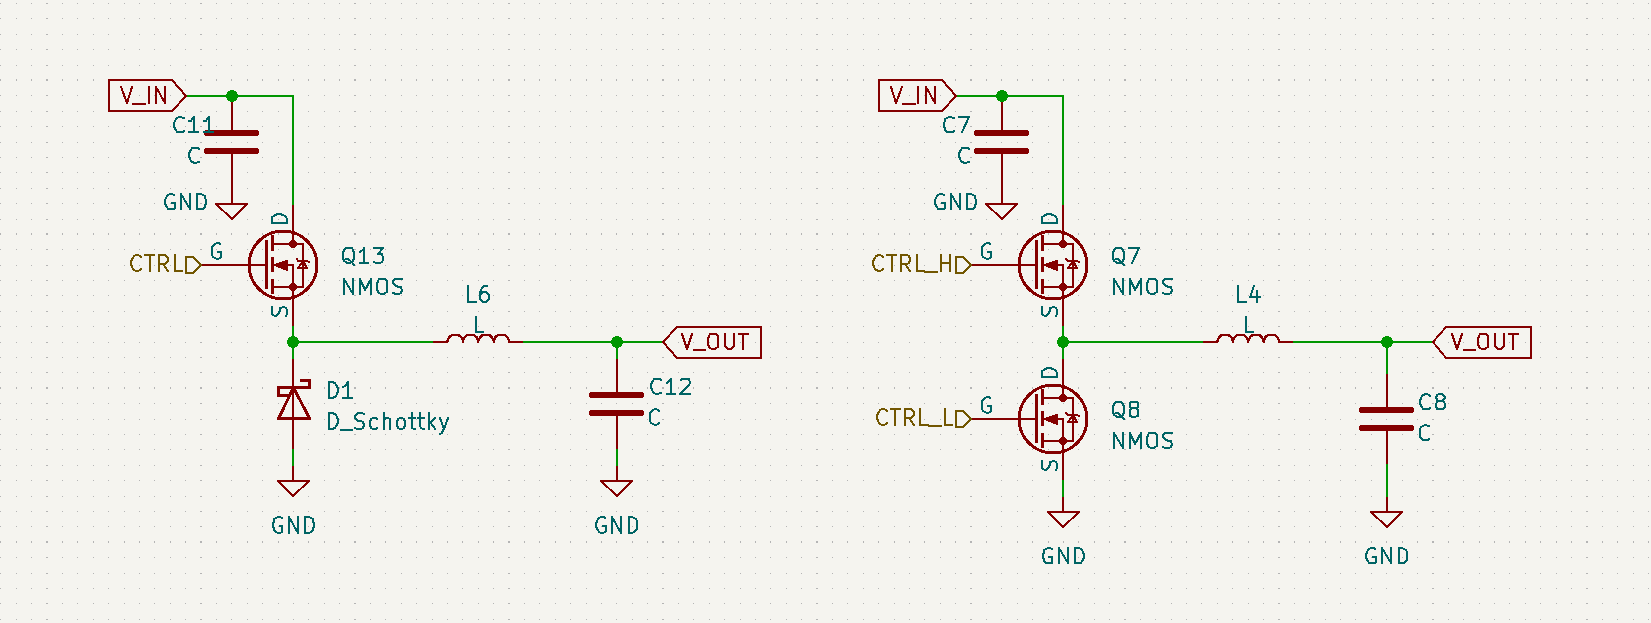 V_IN
C11
C
GND
D
G
CTRL
S
Q13
NMOS
L6
L
V_OUT
D1
D_Schottky
C12
C
GND
GND
V_IN
C7
C
GND
D
G
CTRL_H
S
Q7
NMOS
L4
L
V_OUT
D
G
CTRL_L
S
Q8
NMOS
C8
C
GND
GND